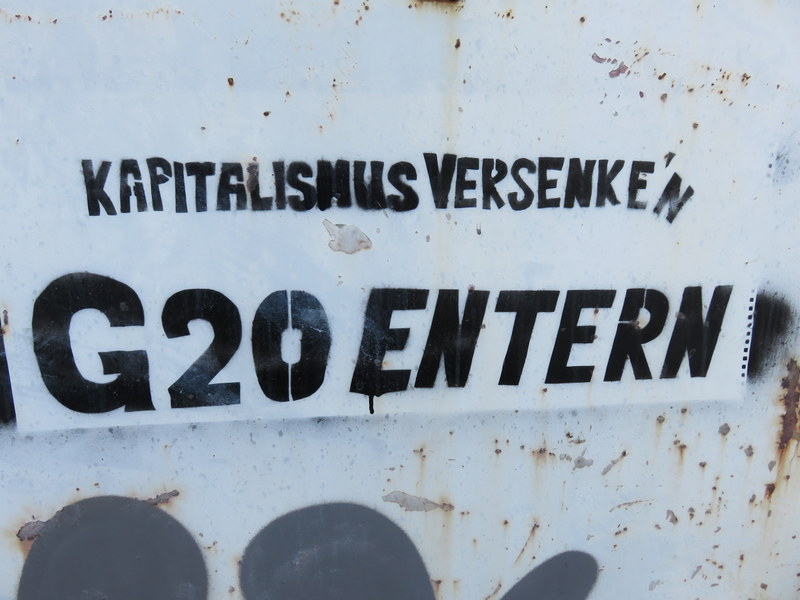 KAPITALISMUS VERSENKE'N
G20 ENTERN